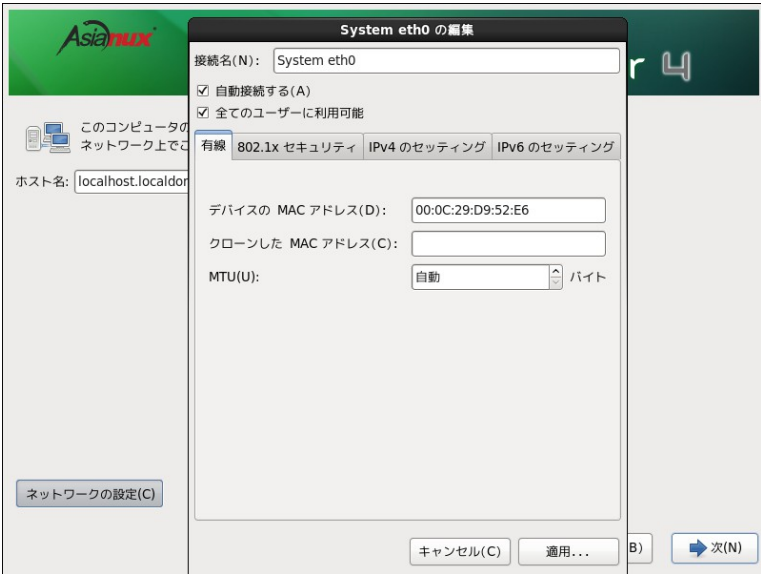 Asianux
System eth0 の編集
r 4
接続名(N): System eth0
自動接続する(A)
全てのユーザーに利用可能
このコンピュータの
ネットワーク上でこ
有線 802.1x セキュリティ IPv4 のセッティング IPv6 のセッティング
ホスト名: localhost.localdor
デバイスの MAC アドレス(D): 00:0C:29:D9:52:E6
クローンした MAC アドレス(C):
MTU(U): 自動 バイト
ネットワークの設定(C)
キャンセル(C) 適用... B) 次(N)